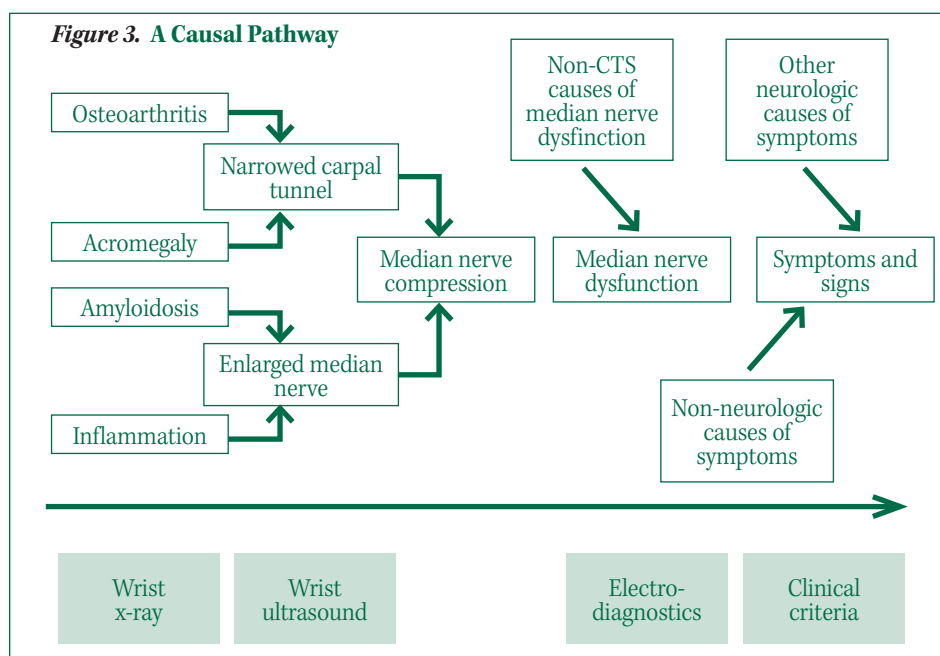 Figure 3. A Causal Pathway
Osteoarthritis
Narrowed carpal
tunnel
Acromegaly
Amyloidosis
Enlarged median
nerve
Inflammation
Median nerve
compression
Non-CTS
causes of
median nerve
dysfinction
Median nerve
dysfunction
Other
neurologic
causes of
symptoms
Symptoms and
signs
Non-neurologic
causes of
symptoms
Wrist
x-ray
Wrist
ultrasound
Electro-
diagnostics
Clinical
criteria